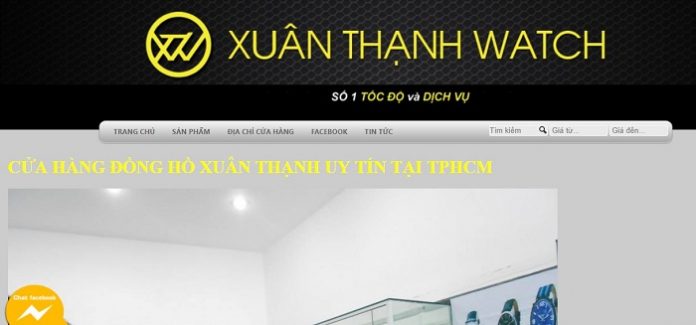 XUÂN THẠNH WATCH
SỐ 1 TỐC ĐỘ và DỊCH VỤ
TRANG CHỦ SẢN PHẨM ĐỊA CHỈ CỬA HÀNG FACEBOOK TIN TỨC Tìm kiếm Giá từ... Giá đến...
CỬA HÀNG ĐỒNG HỒ XUÂN THẠNH UY TÍN TẠI TPHCM
Chat facebook